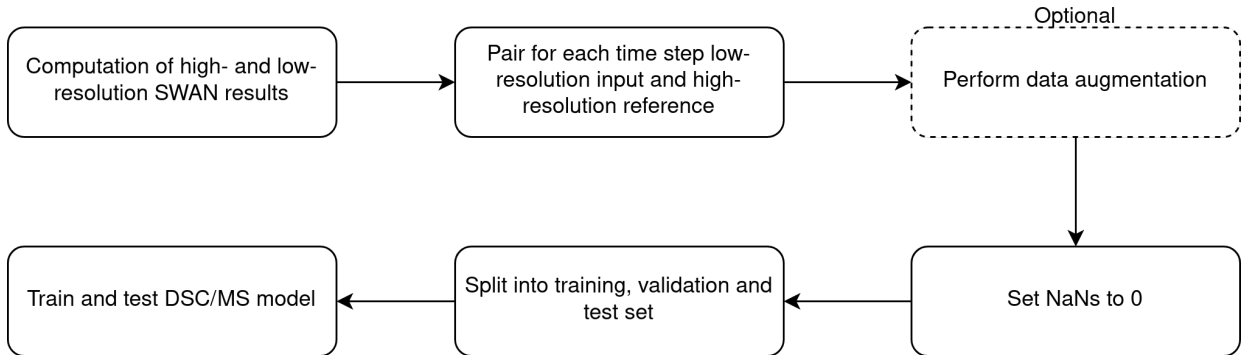 Computation of high- and low-
resolution SWAN results
Pair for each time step low-
resolution input and high-
resolution reference
Optional
Perform data augmentation
Set NaNs to 0
Split into training, validation and
test set
Train and test DSC/MS model